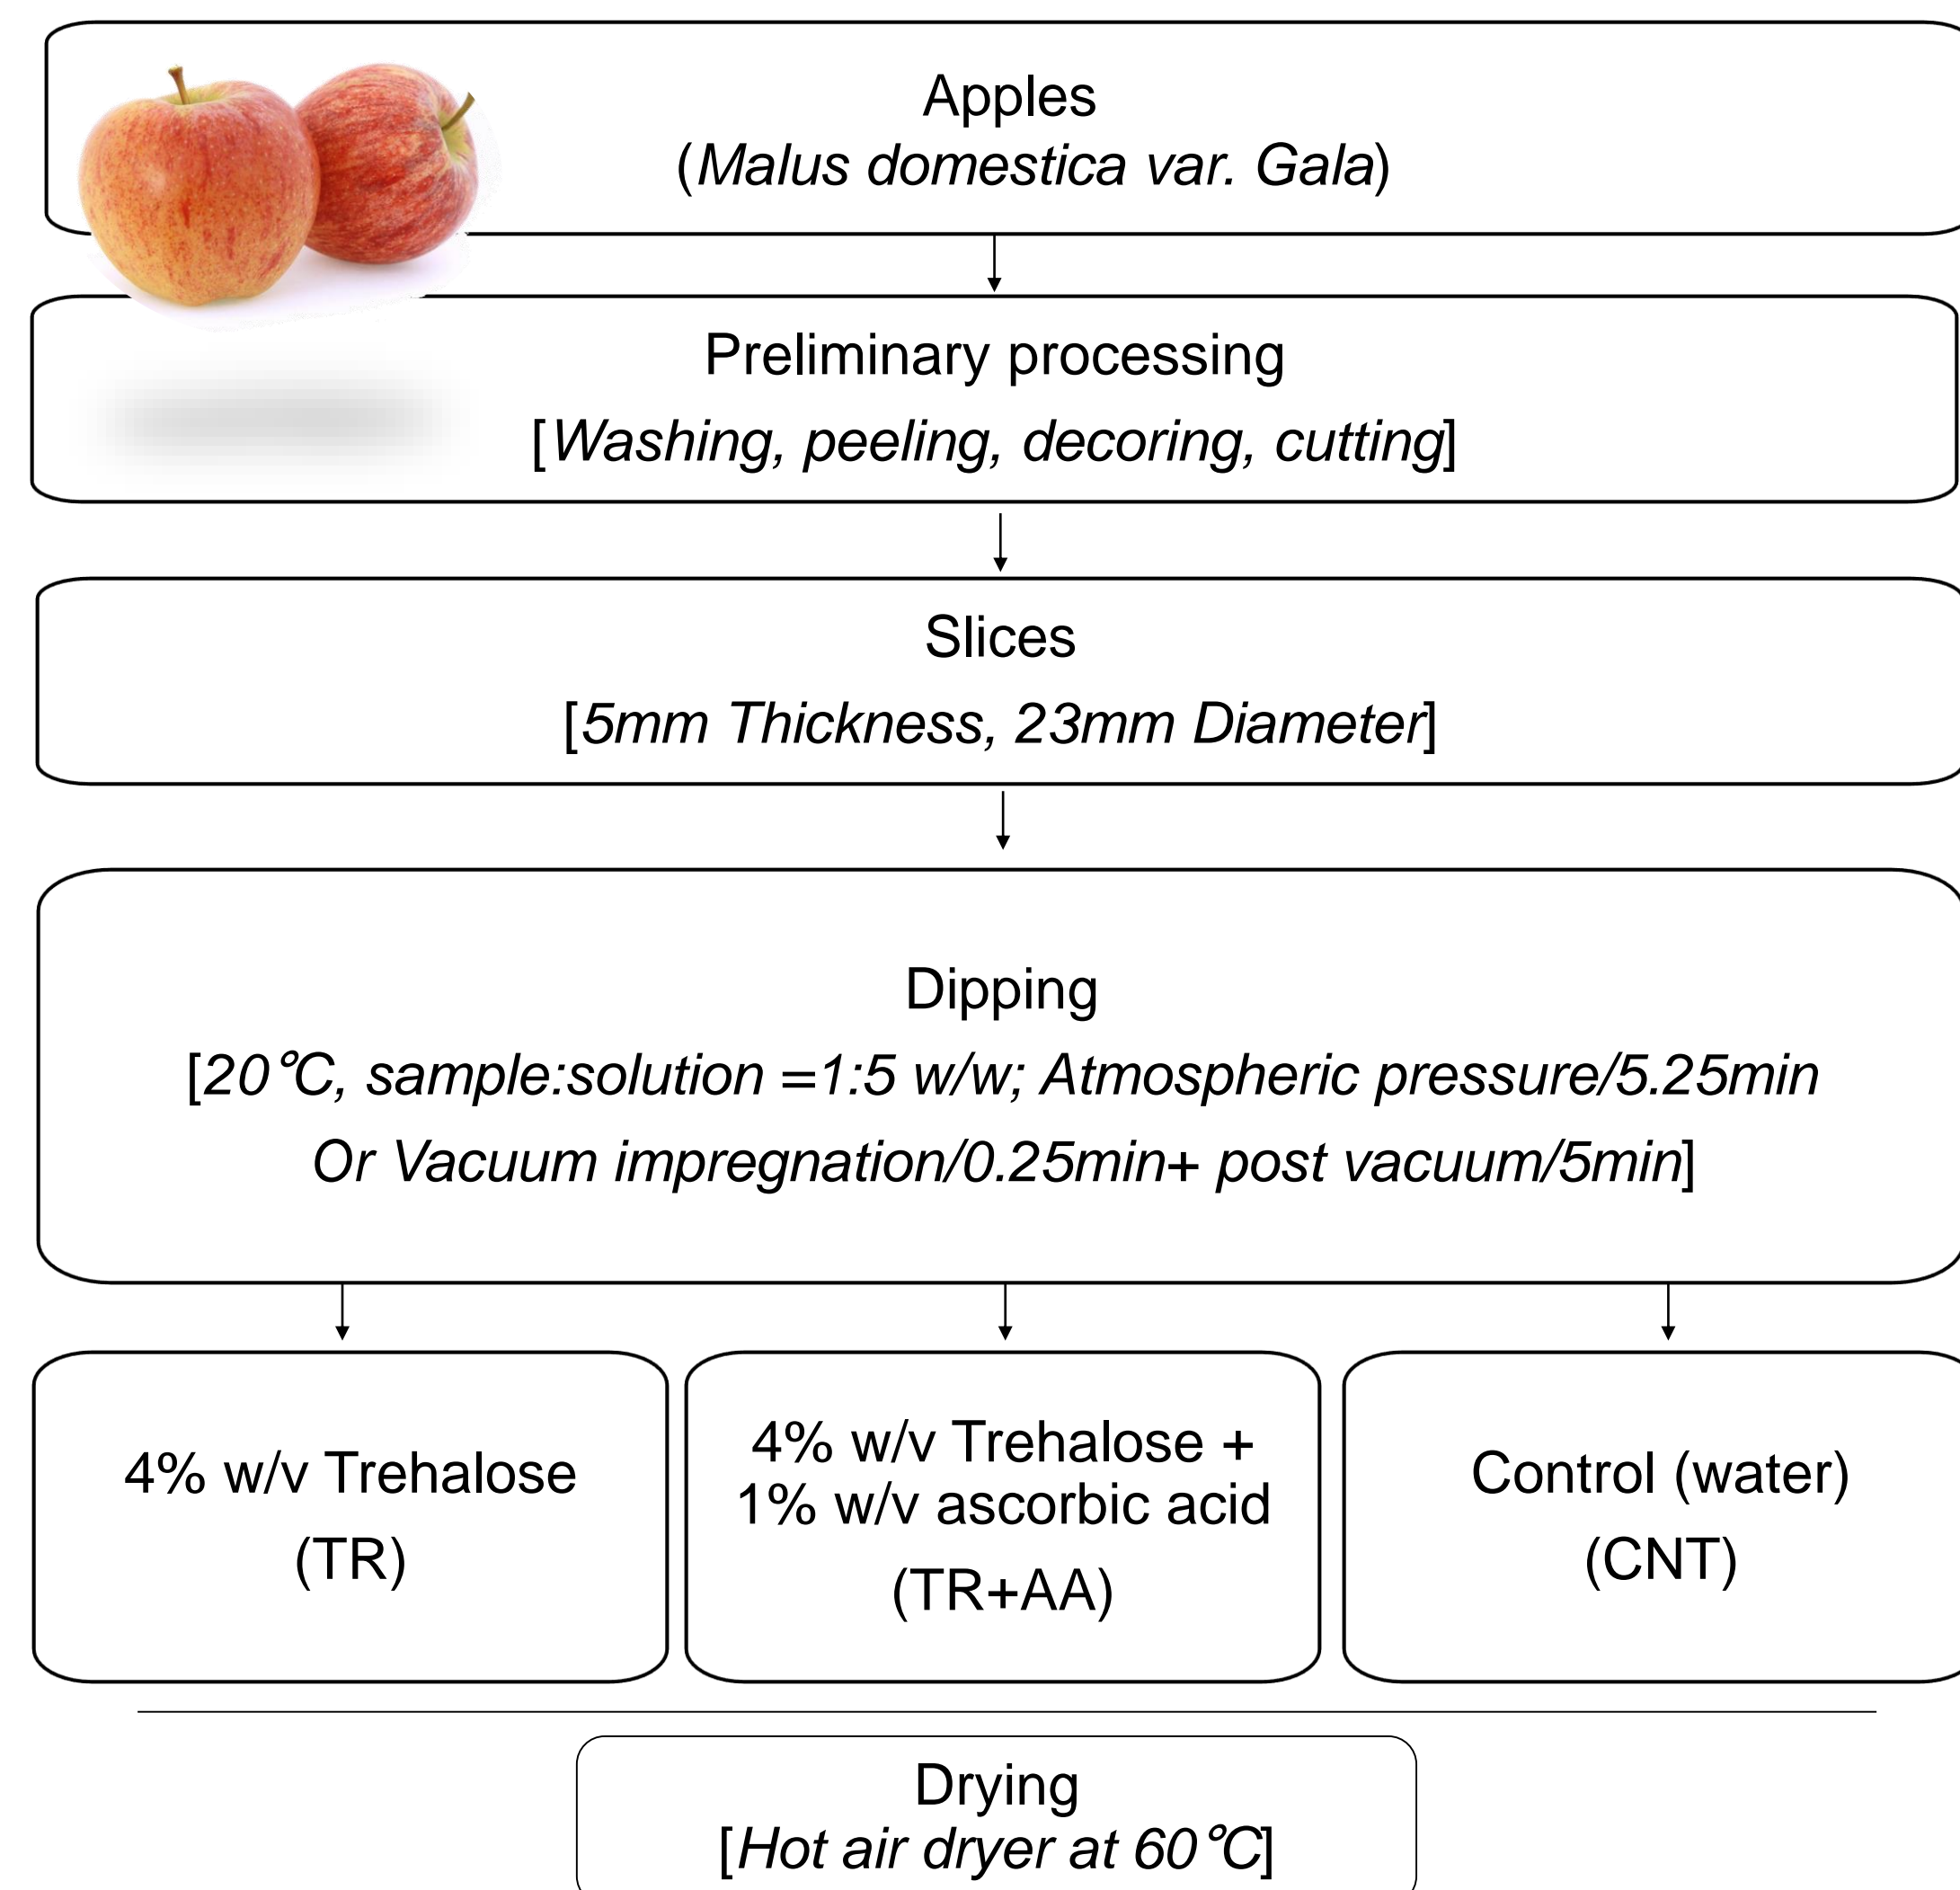 Apples
(Malus domestica var. Gala)
Preliminary processing
[Washing, peeling, decoring, cutting]
Slices
[5mm Thickness, 23mm Diameter]
Dipping
[20℃, sample:solution =1:5 w/w; Atmospheric pressure/5.25min
Or Vacuum impregnation/0.25min+ post vacuum/5min]
4% w/v Trehalose
(TR)
4% w/v Trehalose +
1% w/v ascorbic acid
(TR+AA)
Control (water)
(CNT)
Drying
[Hot air dryer at 60℃]